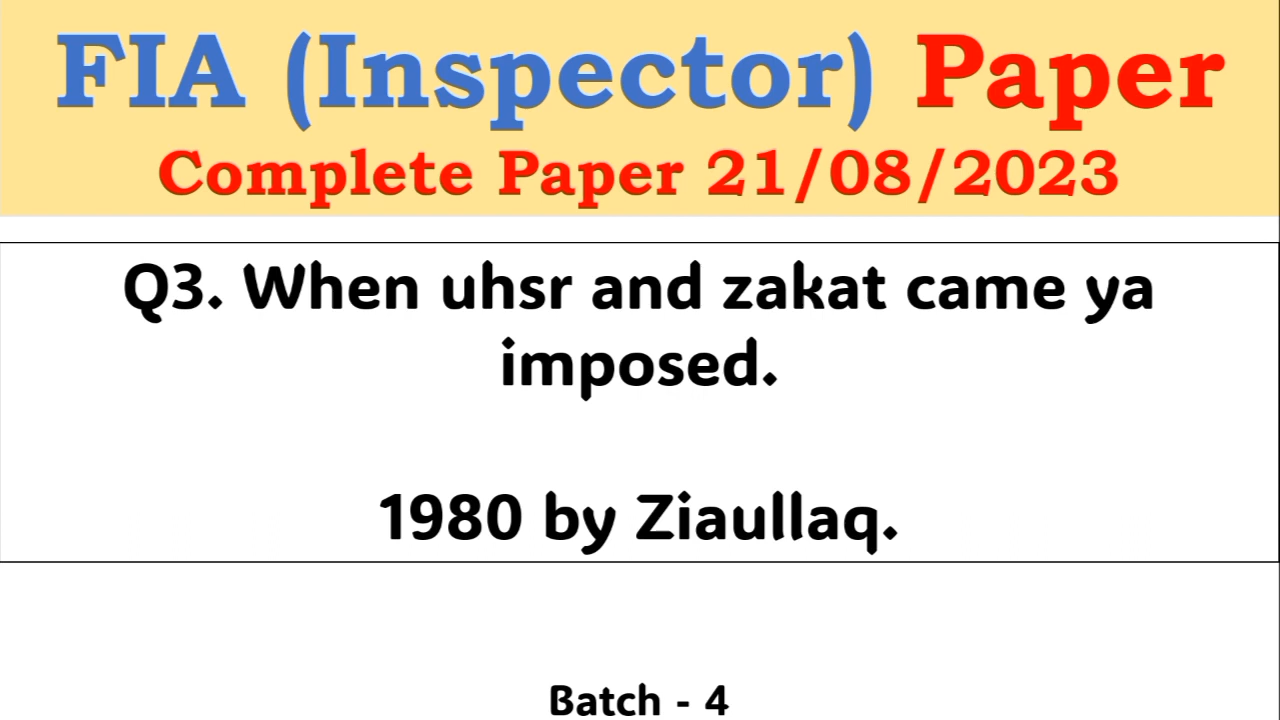 FIA (Inspector) Paper
Complete Paper 21/08/2023
Q3. When uhsr and zakat came ya
imposed.
1980 by Ziaullaq.
Batch - 4